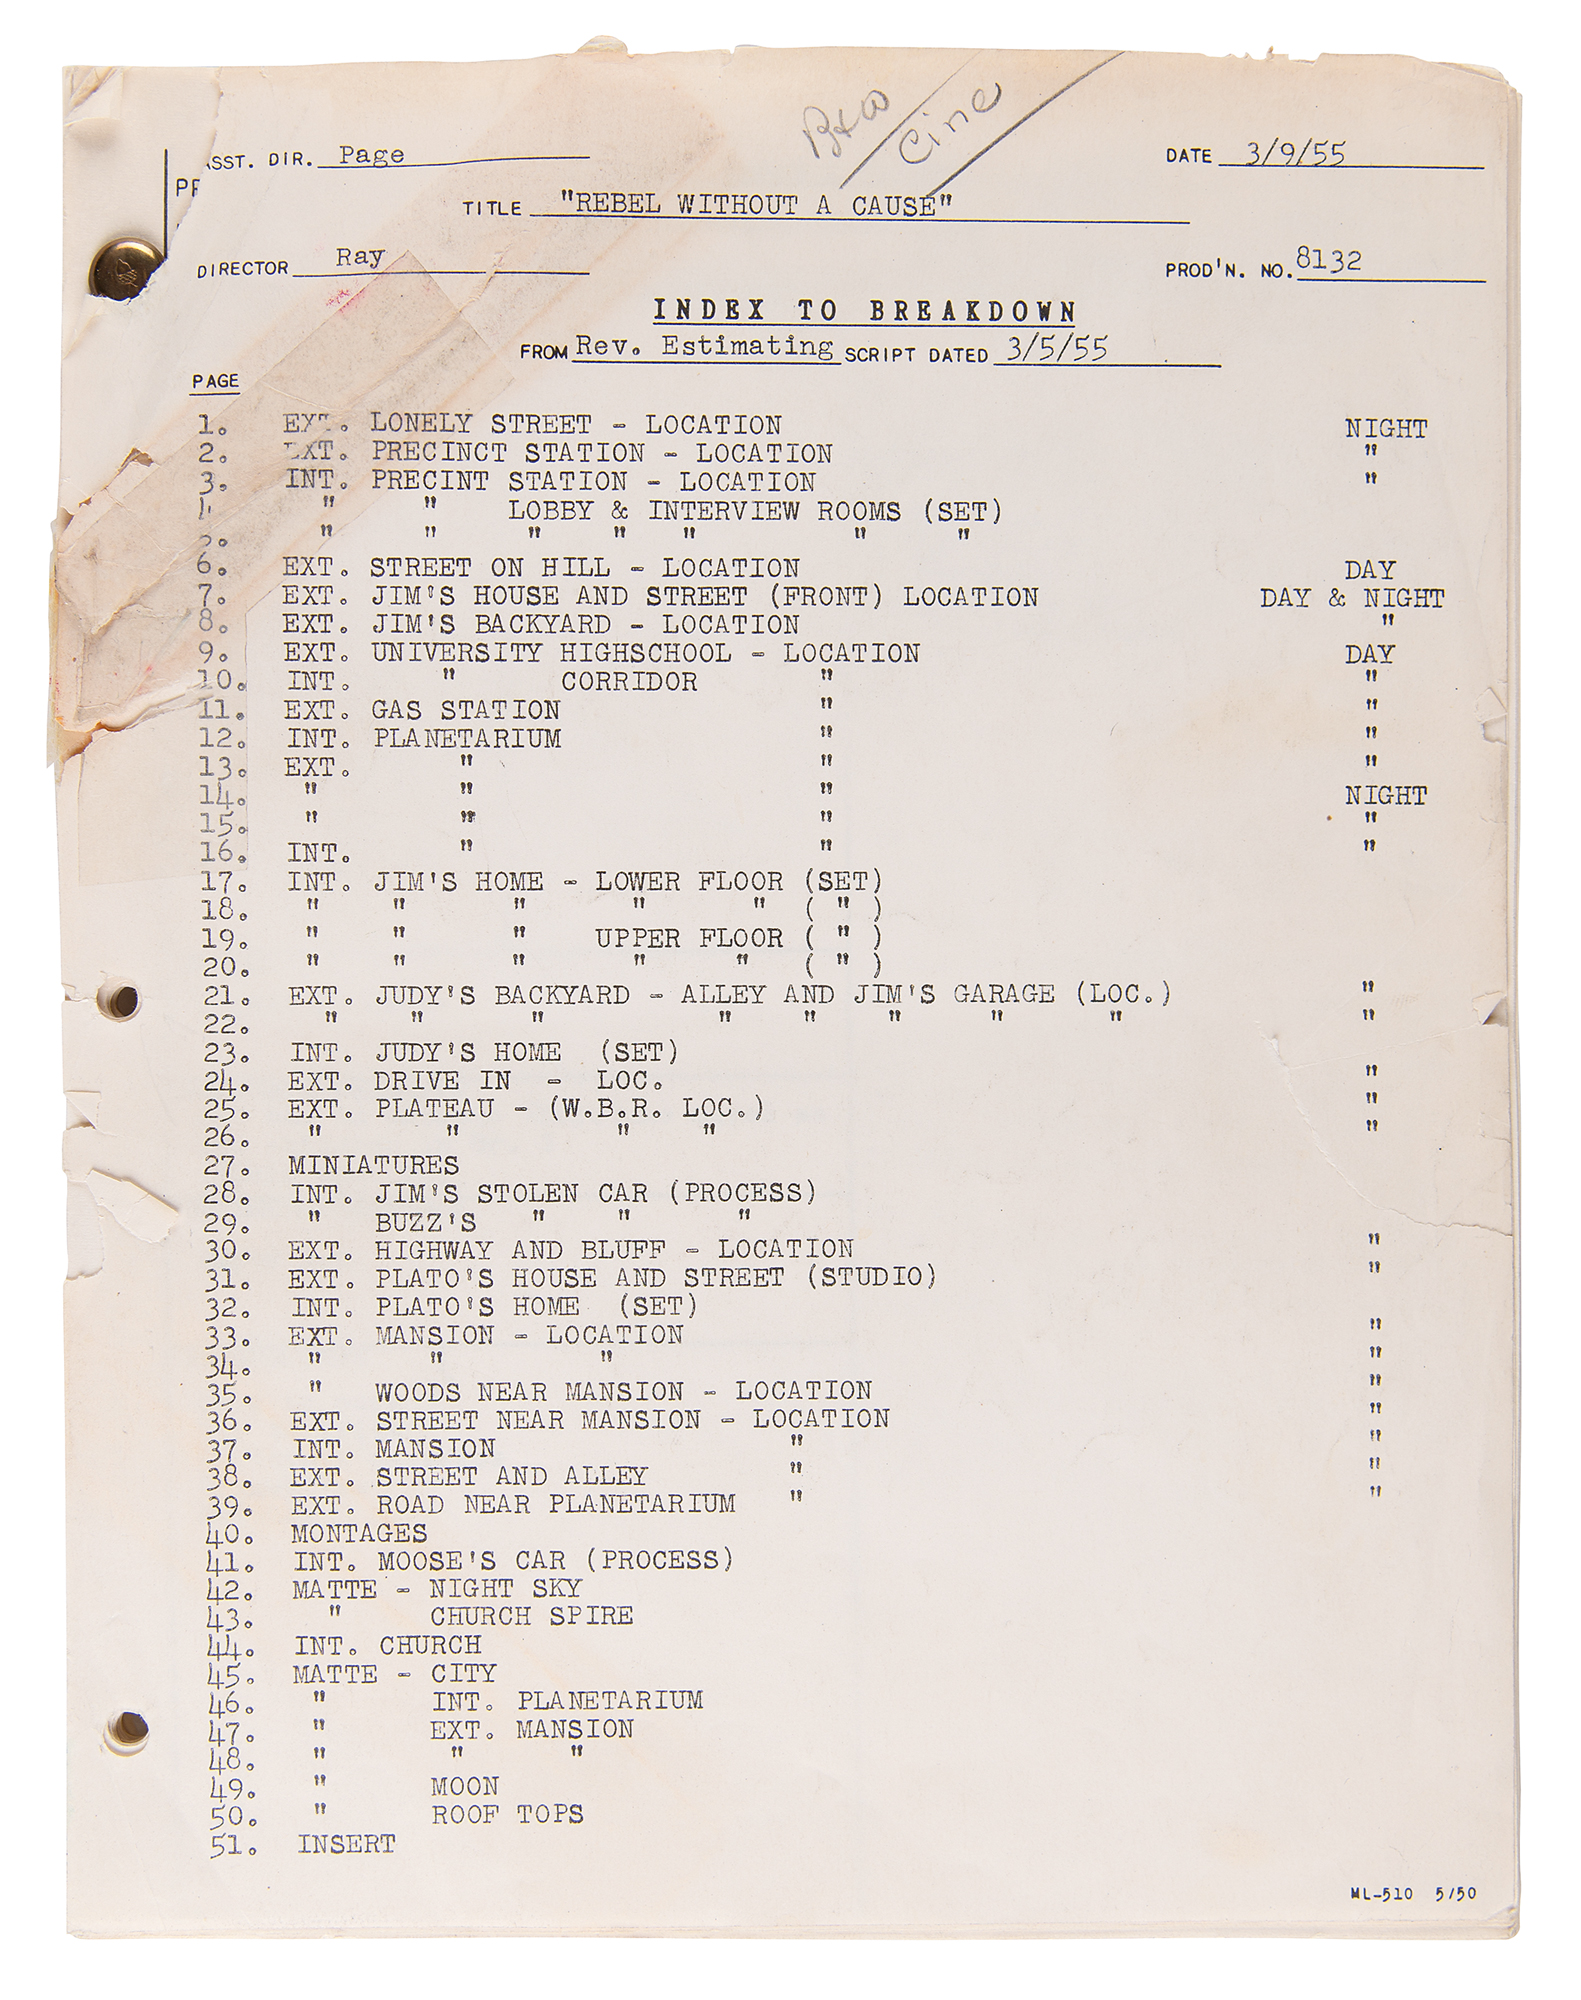 B+W
Cine
ASST. DIR. Page DATE 3/9/55
PR
TITLE "REBEL WITHOUT A CAUSE"
DIRECTOR Ray PROD'N. NO. 8132
INDEX TO BREAKDOWN
FROM Rev. Estimating SCRIPT DATED 3/5/55
PAGE
1. EXT. LONELY STREET - LOCATION NIGHT
2. EXT. PRECINCT STATION - LOCATION "
3. INT. PRECINT STATION - LOCATION "
4 " " LOBBY & INTERVIEW ROOMS (SET)
5. " " " " " " "
6. EXT. STREET ON HILL - LOCATION DAY
7. EXT. JIM'S HOUSE AND STREET (FRONT) LOCATION DAY & NIGHT
8. EXT. JIM'S BACKYARD - LOCATION "
9. EXT. UNIVERSITY HIGHSCHOOL - LOCATION DAY
10. INT. " CORRIDOR " "
11. EXT. GAS STATION " "
12. INT. PLANETARIUM " "
13. EXT. " " "
14. " " " NIGHT
15. " " " "
16. INT. " " "
17. INT. JIM'S HOME - LOWER FLOOR (SET)
18. " " " " " ( " )
19. " " " UPPER FLOOR ( " )
20. " " " " " ( " )
21. EXT. JUDY'S BACKYARD - ALLEY AND JIM'S GARAGE (LOC.) "
22. " " " " " " " " "
23. INT. JUDY'S HOME (SET)
24. EXT. DRIVE IN - LOC. "
25. EXT. PLATEAU - (W.B.R. LOC.) "
26. " " " " "
27. MINIATURES
28. INT. JIM'S STOLEN CAR (PROCESS)
29. " BUZZ'S " " "
30. EXT. HIGHWAY AND BLUFF - LOCATION "
31. EXT. PLATO'S HOUSE AND STREET (STUDIO) "
32. INT. PLATO'S HOME (SET)
33. EXT. MANSION - LOCATION "
34. " " " "
35. " WOODS NEAR MANSION - LOCATION "
36. EXT. STREET NEAR MANSION - LOCATION "
37. INT. MANSION " "
38. EXT. STREET AND ALLEY " "
39. EXT. ROAD NEAR PLANETARIUM " "
40. MONTAGES
41. INT. MOOSE'S CAR (PROCESS)
42. MATTE - NIGHT SKY
43. " CHURCH SPIRE
44. INT. CHURCH
45. MATTE - CITY
46. " INT. PLANETARIUM
47. " EXT. MANSION
48. " " "
49. " MOON
50. " ROOF TOPS
51. INSERT
ML-510 5/50